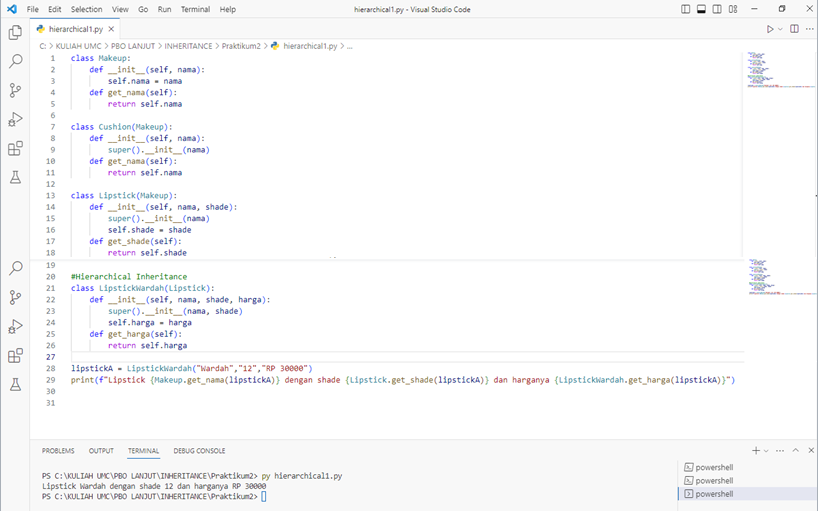 File Edit Selection View Go Run Terminal Help
hierarchical1.py - Visual Studio Code
hierarchical1.py
C: > KULIAH UMC > PBO LANJUT > INHERITANCE > Praktikum2 > hierarchical1.py > ...
1 class Makeup:
2     def __init__(self, nama):
3         self.nama = nama
4     def get_nama(self):
5         return self.nama
6
7 class Cushion(Makeup):
8     def __init__(self, nama):
9         super().__init__(nama)
10     def get_nama(self):
11         return self.nama
12
13 class Lipstick(Makeup):
14     def __init__(self, nama, shade):
15         super().__init__(nama)
16         self.shade = shade
17     def get_shade(self):
18         return self.shade
19
20 #Hierarchical Inheritance
21 class LipstickWardah(Lipstick):
22     def __init__(self, nama, shade, harga):
23         super().__init__(nama, shade)
24         self.harga = harga
25     def get_harga(self):
26         return self.harga
27
28 lipstickA = LipstickWardah("Wardah","12","RP 30000")
29 print(f"Lipstick {Makeup.get_nama(lipstickA)} dengan shade {Lipstick.get_shade(lipstickA)} dan harganya {LipstickWardah.get_harga(lipstickA)}")
30
31
PROBLEMS OUTPUT TERMINAL DEBUG CONSOLE
PS C:\KULIAH UMC\PBO LANJUT\INHERITANCE\Praktikum2> py hierarchical1.py
Lipstick Wardah dengan shade 12 dan harganya RP 30000
PS C:\KULIAH UMC\PBO LANJUT\INHERITANCE\Praktikum2>
powershell
powershell
powershell